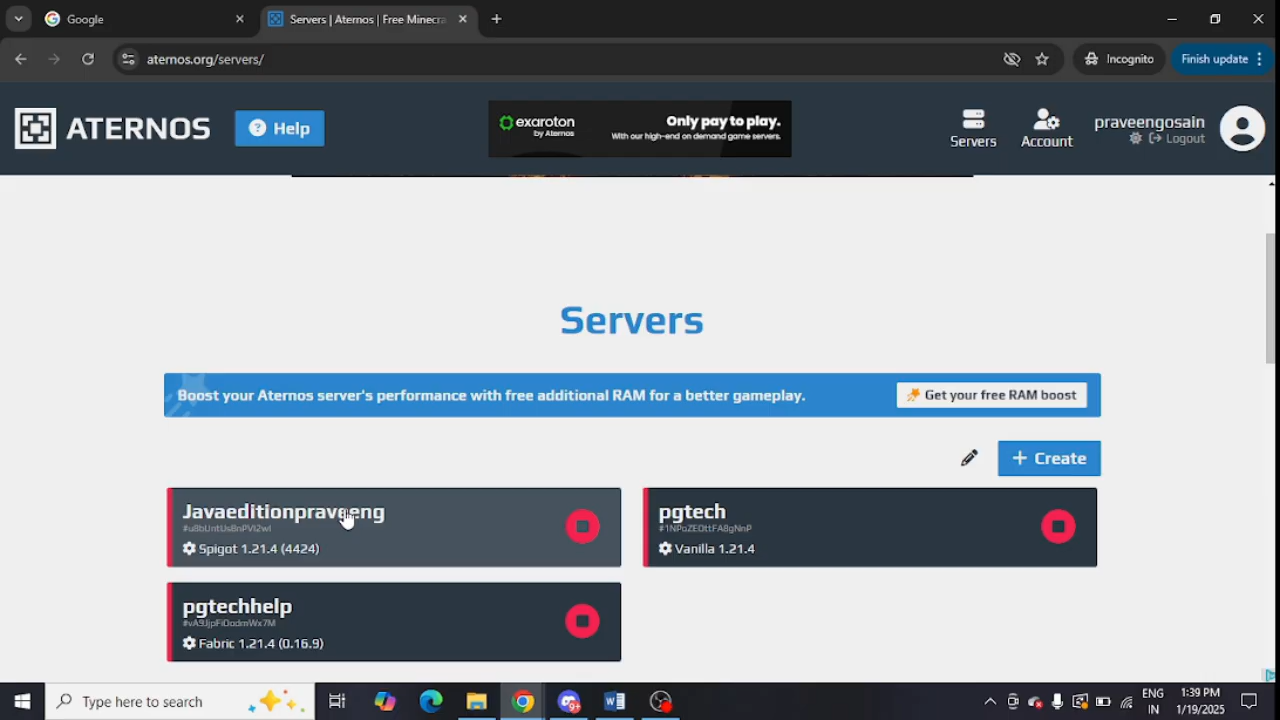 Google
Servers | Aternos | Free Minecra
aternos.org/servers/
Incognito
Finish update
ATERNOS
Help
exaroton
by Aternos
Only pay to play.
With our high-end on demand game servers.
Servers
Account
praveengosain
Logout
Servers
Boost your Aternos server's performance with free additional RAM for a better gameplay.
Get your free RAM boost
+ Create
Javaeditionpraveeng
Spigot 1.21.4 (4424)
pgtech
Vanilla 1.21.4
pgtechhelp
Fabric 1.21.4 (0.16.9)
Type here to search
ENG
IN
1:39 PM
1/19/2025